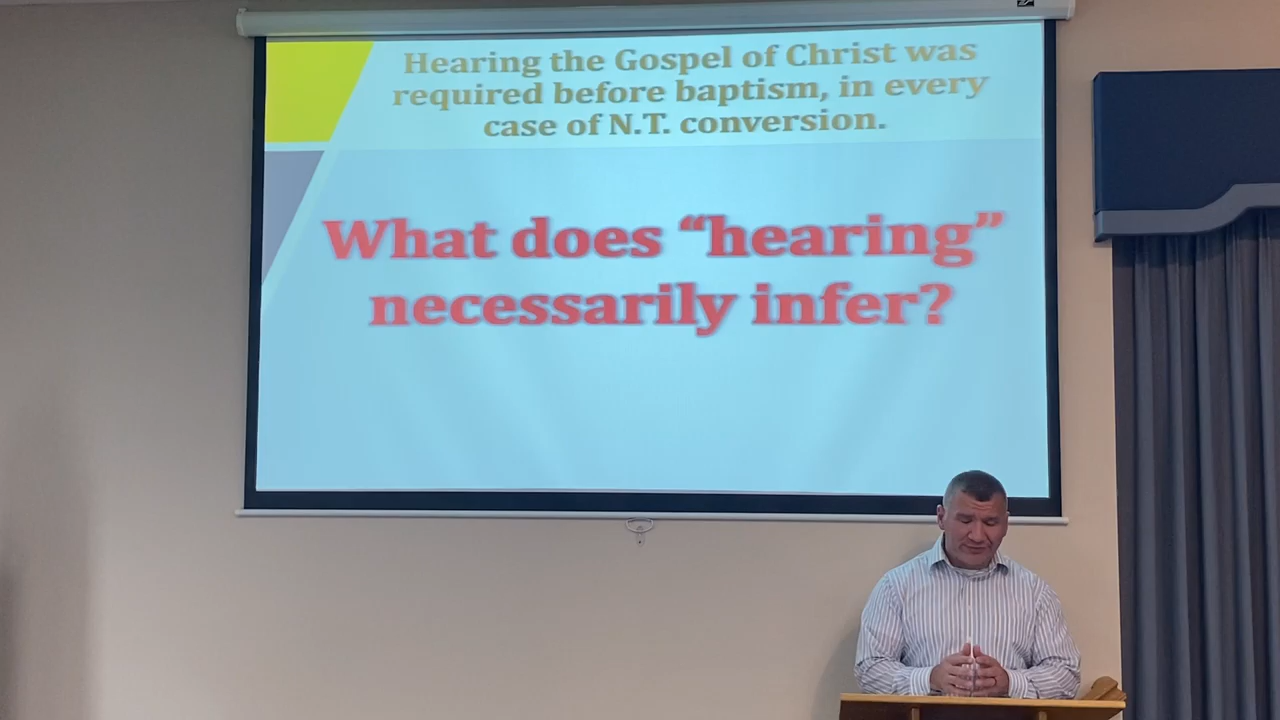 Hearing the Gospel of Christ was
required before baptism, in every
case of N.T. conversion.
What does “hearing”
necessarily infer?